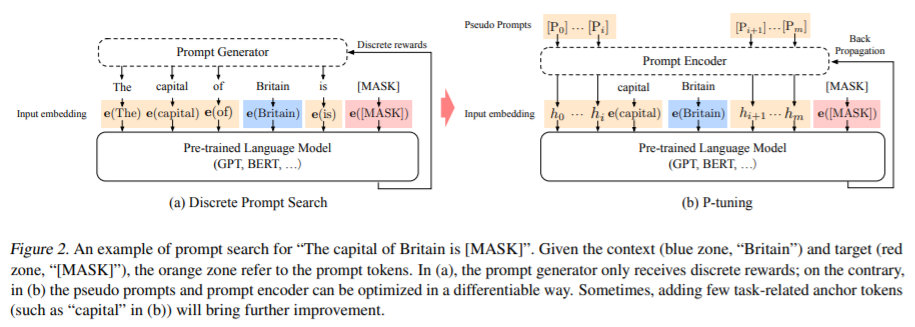 Prompt Generator
Discrete rewards
The capital of Britain is [MASK]
Input embedding e(The) e(capital) e(of) e(Britain) e(is) e([MASK])
Pre-trained Language Model
(GPT, BERT, …)
(a) Discrete Prompt Search
Pseudo Prompts [P0] ⋯ [Pi] [Pi+1] ⋯ [Pm]
Back
Propagation
Prompt Encoder
capital Britain [MASK]
Input embedding h0 ⋯ hi e(capital) e(Britain) hi+1 ⋯ hm e([MASK])
Pre-trained Language Model
(GPT, BERT, …)
(b) P-tuning
Figure 2. An example of prompt search for “The capital of Britain is [MASK]”. Given the context (blue zone, “Britain”) and target (red
zone, “[MASK]”), the orange zone refer to the prompt tokens. In (a), the prompt generator only receives discrete rewards; on the contrary,
in (b) the pseudo prompts and prompt encoder can be optimized in a differentiable way. Sometimes, adding few task-related anchor tokens
(such as “capital” in (b)) will bring further improvement.